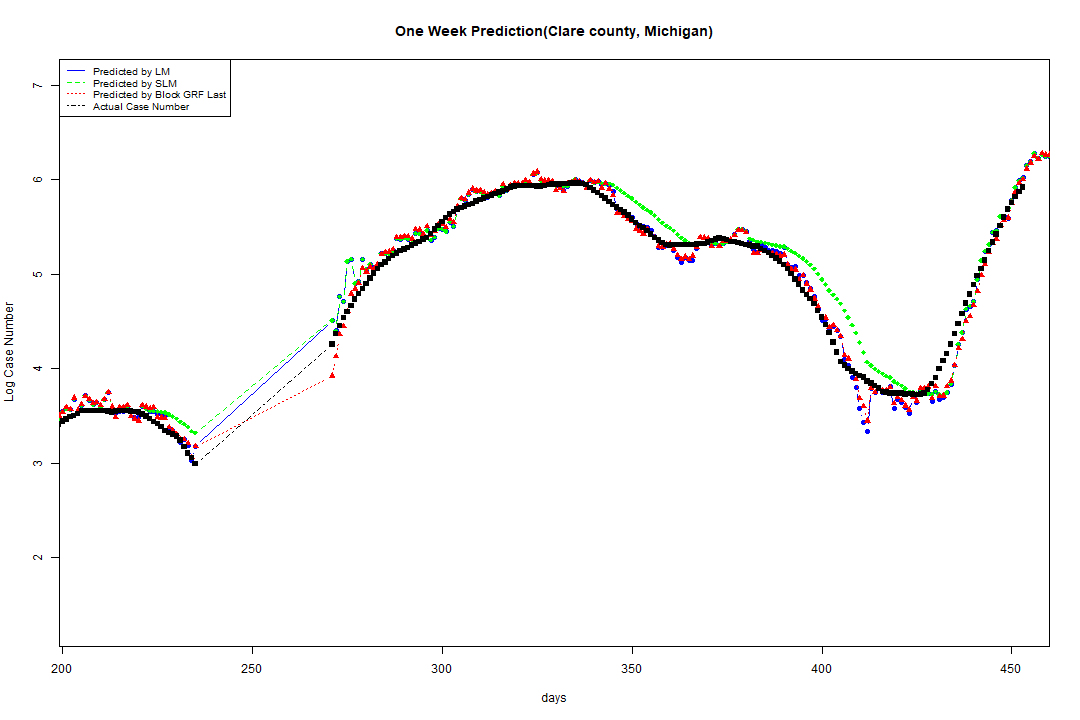 One Week Prediction(Clare county, Michigan)
Predicted by LM
Predicted by SLM
Predicted by Block GRF Last
Actual Case Number
7
6
5
4
3
2
Log Case Number
200 250 300 350 400 450
days